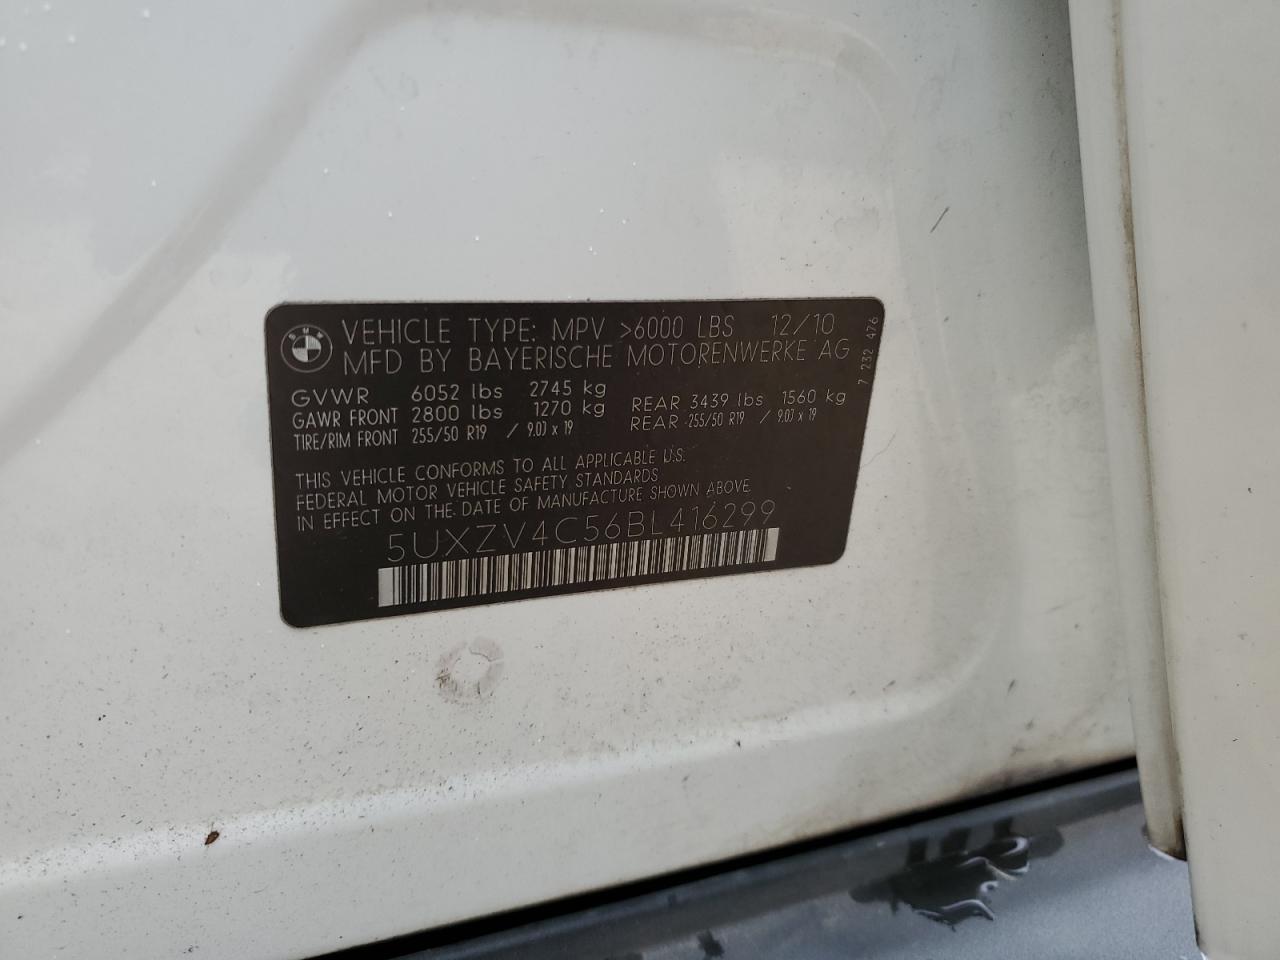 BMW
VEHICLE TYPE: MPV >6000 LBS 12/10
MFD BY BAYERISCHE MOTORENWERKE AG
GVWR 6052 lbs 2745 kg
GAWR FRONT 2800 lbs 1270 kg REAR 3439 lbs 1560 kg
TIRE/RIM FRONT 255/50 R19 / 9.0J x 19 REAR 255/50 R19 / 9.0J x 19
THIS VEHICLE CONFORMS TO ALL APPLICABLE U.S.
FEDERAL MOTOR VEHICLE SAFETY STANDARDS
IN EFFECT ON THE DATE OF MANUFACTURE SHOWN ABOVE
5UXZV4C56BL416299
7 232 476